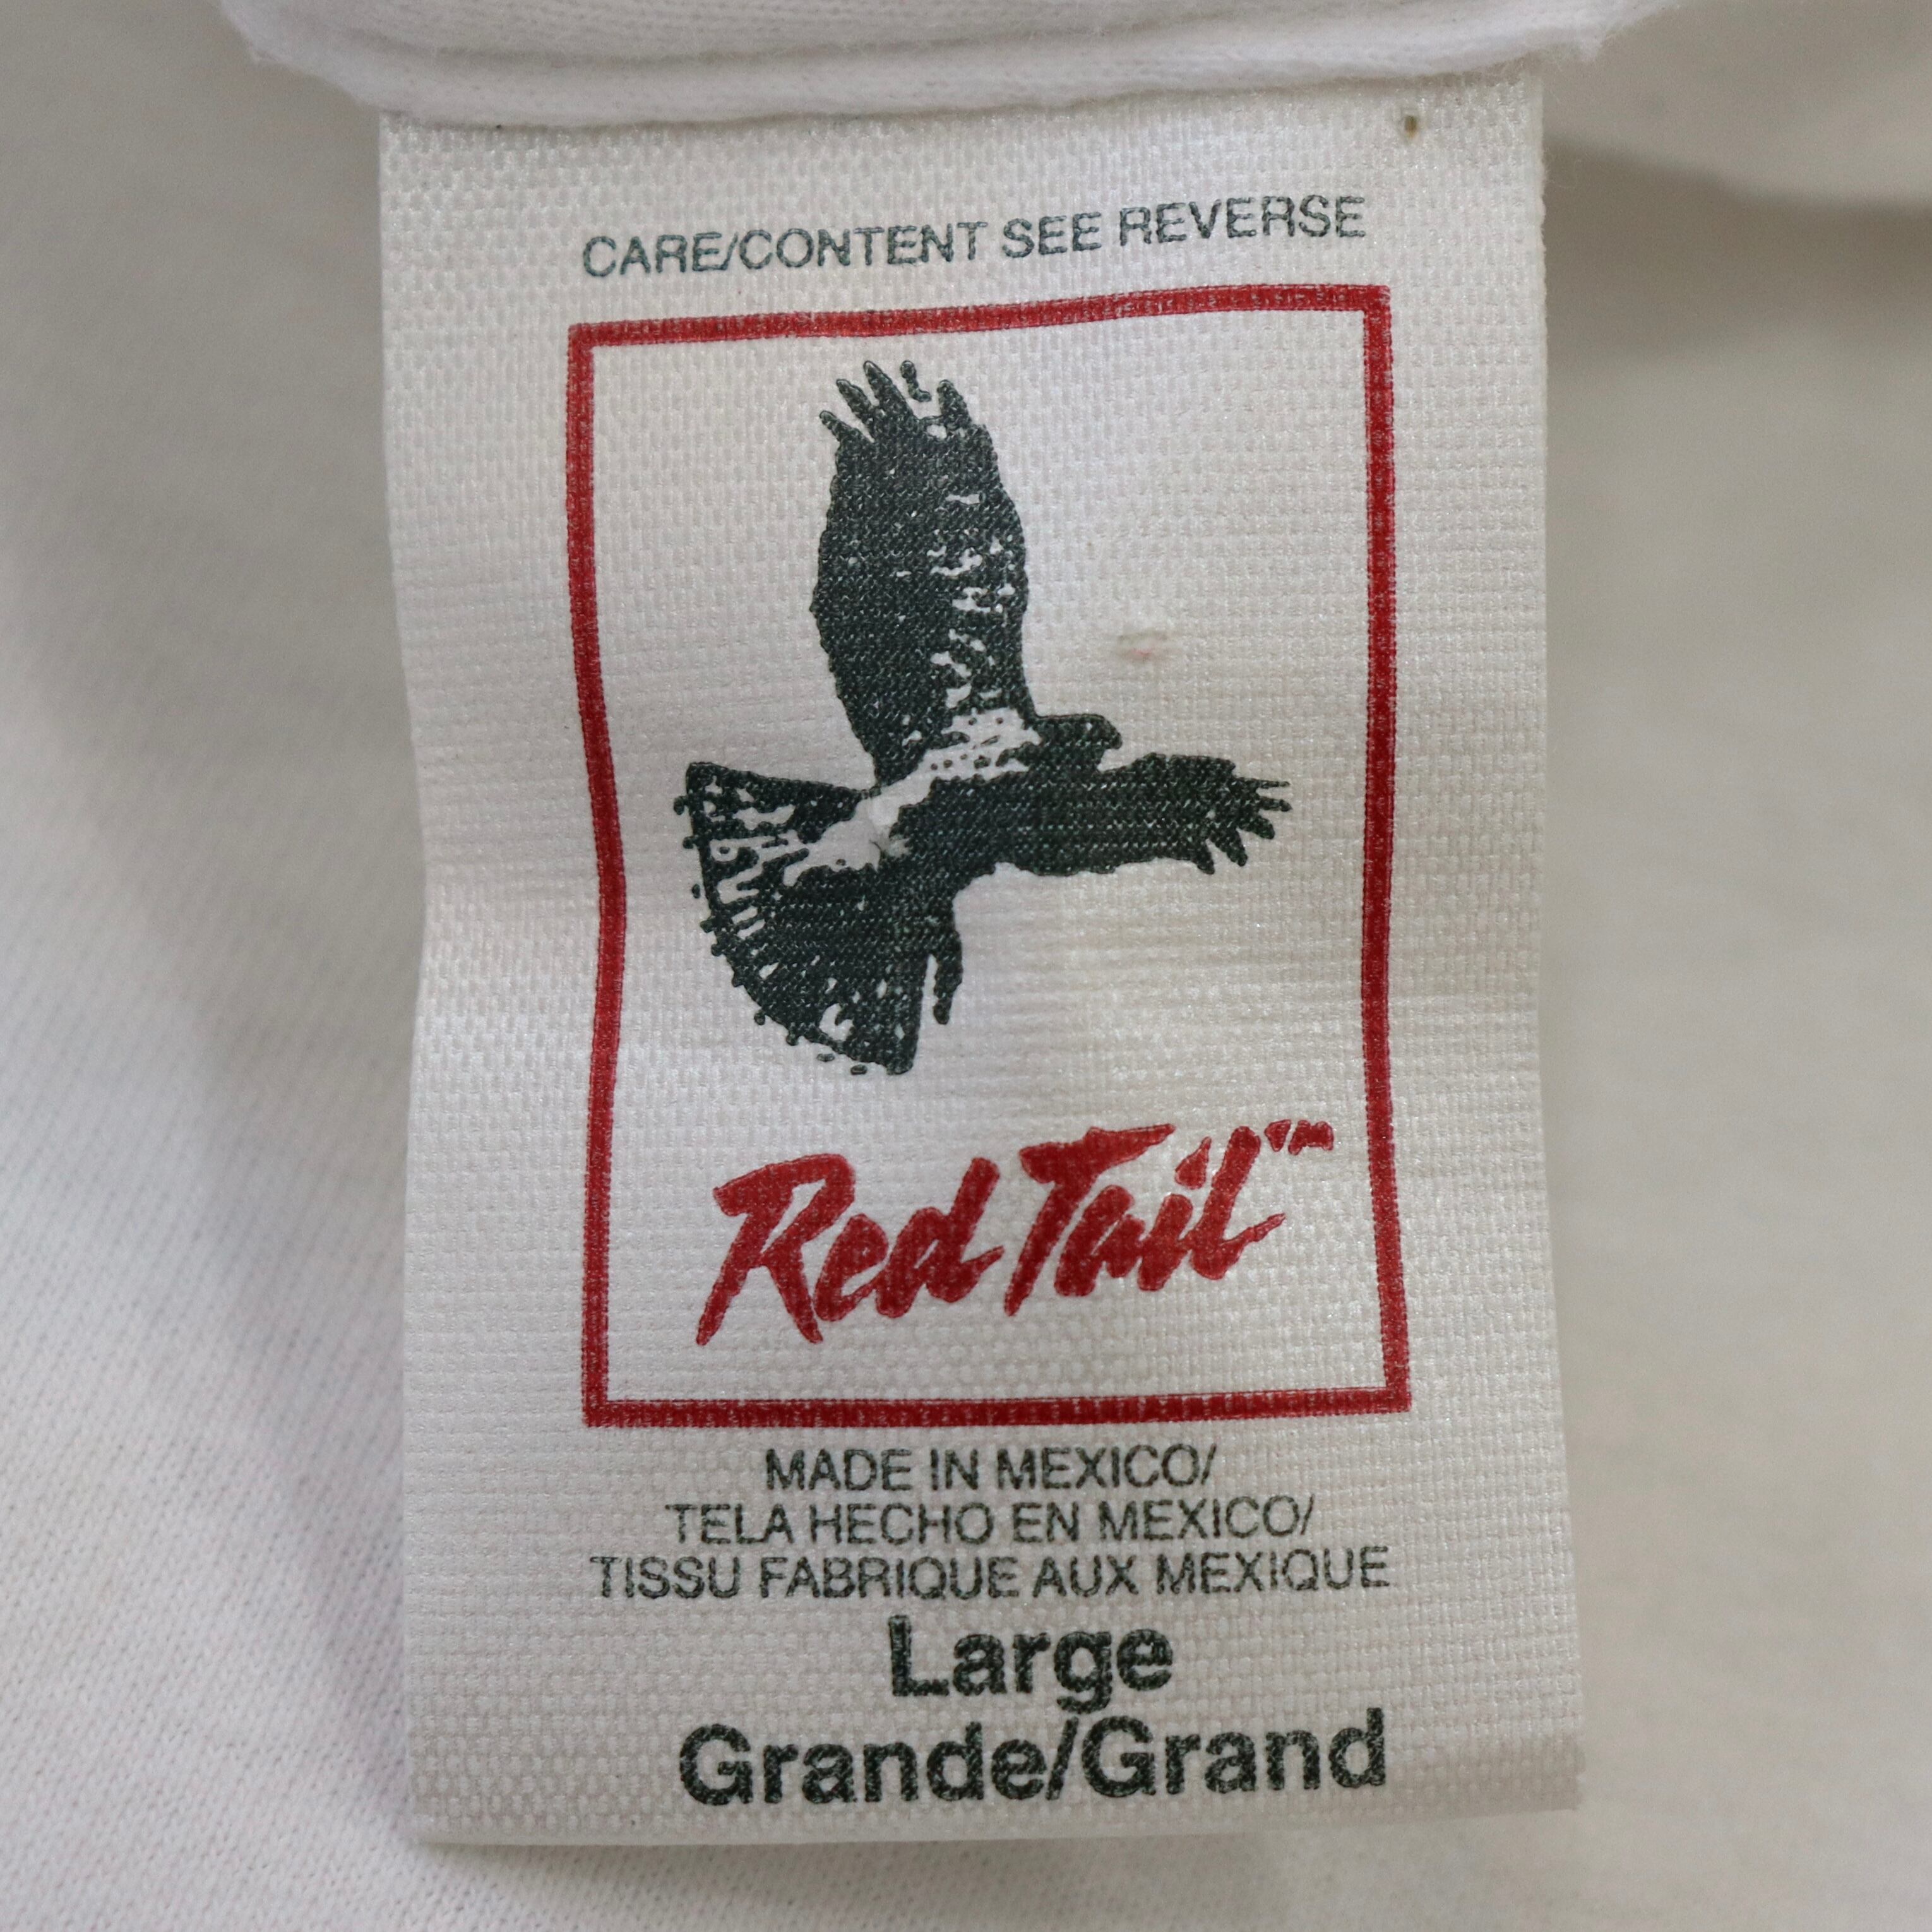 CARE/CONTENT SEE REVERSE
Red Tail™
MADE IN MEXICO/
TELA HECHO EN MEXICO/
TISSU FABRIQUE AUX MEXIQUE
Large
Grande/Grand